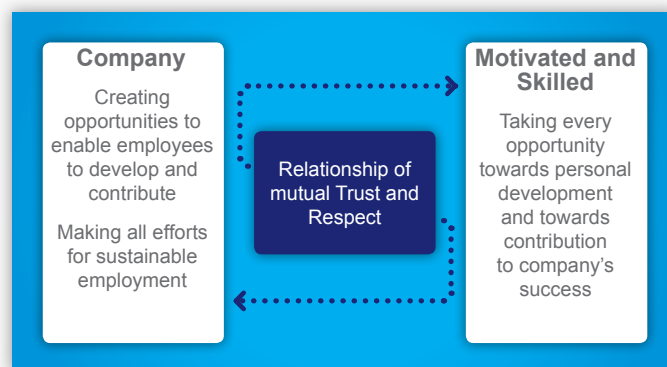 Company
Creating
opportunities to
enable employees
to develop and
contribute
Making all efforts
for sustainable
employment
Relationship of
mutual Trust and
Respect
Motivated and
Skilled
Taking every
opportunity
towards personal
development
and towards
contribution
to company’s
success